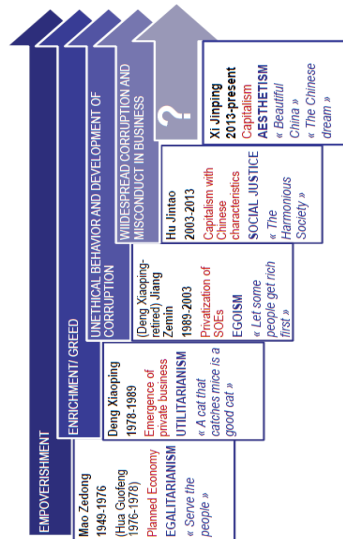 EMPOVERISHMENT
ENRICHMENT/ GREED
UNETHICAL BEHAVIOR AND DEVELOPMENT OF
CORRUPTION
WIIDESPREAD CORRUPTION AND
MISCONDUCT IN BUSINESS
?
Mao Zedong
1949-1976
(Hua Guofeng
1976-1978)
Planned Economy
EGALITARIANISM
« Serve the
people »
Deng Xiaoping
1978-1989
Emergence of
private business
UTILITARIANISM
« A cat that
catches mice is a
good cat »
(Deng Xiaoping-
retired) Jiang
Zemin
1989-2003
Privatization of
SOEs
EGOISM
« Let some
people get rich
first »
Hu Jintao
2003-2013
Capitalism with
Chinese
characteristics
SOCIAL JUSTICE
« The
Harmonious
Society »
Xi Jinping
2013-present
Capitalism
AESTHETISM
« Beautiful
China »
« The Chinese
dream »